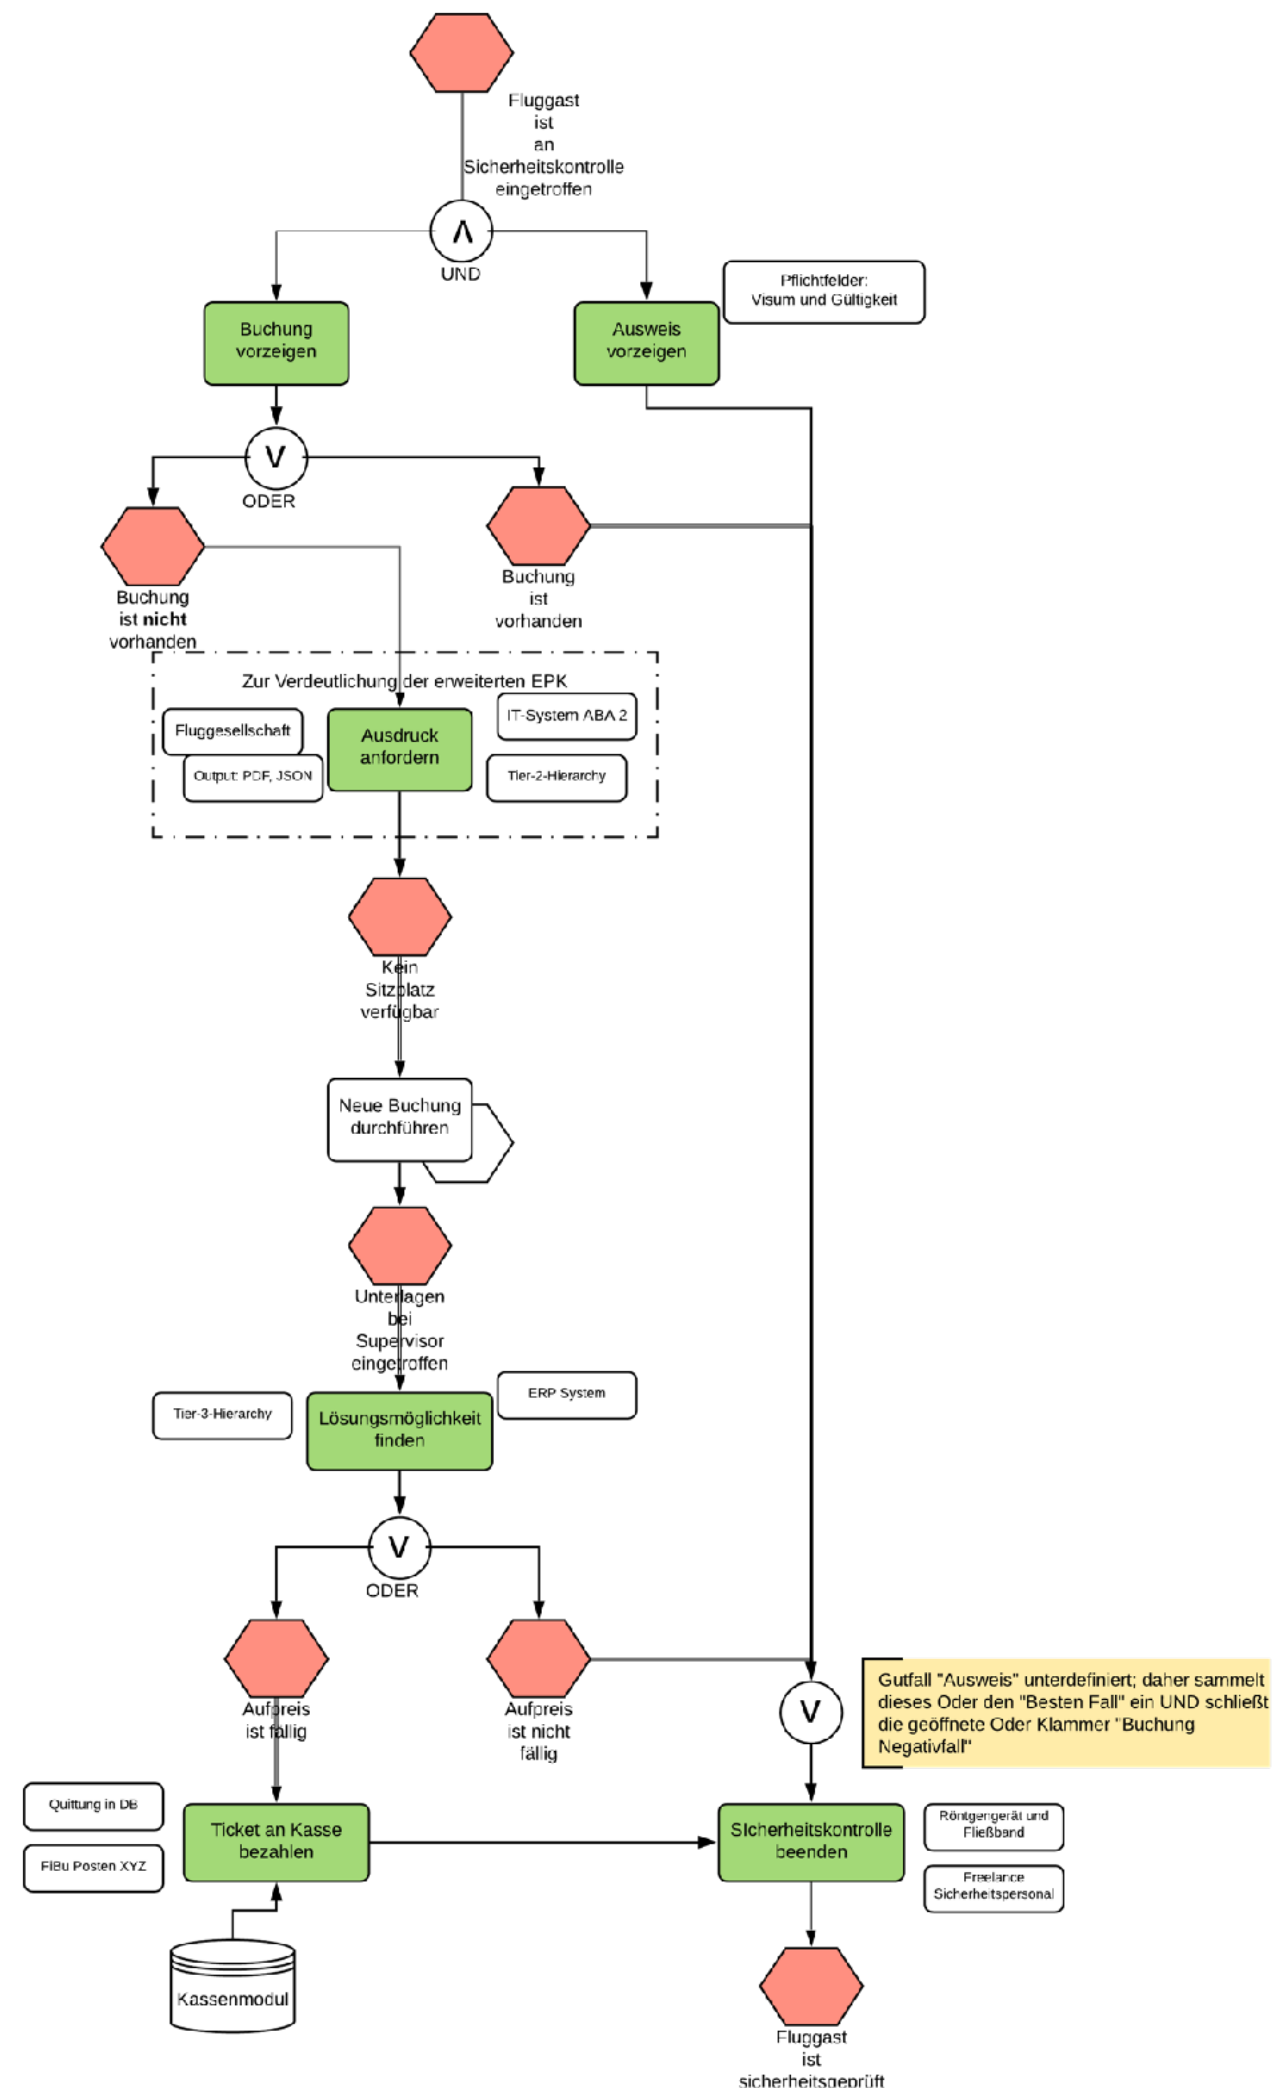 Fluggast
ist
an
Sicherheitskontrolle
eingetroffen
Λ
UND
Pflichtfelder:
Visum und Gültigkeit
Buchung
vorzeigen
Ausweis
vorzeigen
V
ODER
Buchung
ist nicht
vorhanden
Buchung
ist
vorhanden
Zur Verdeutlichung der erweiterten EPK
Fluggesellschaft
Output: PDF, JSON
Ausdruck
anfordern
IT-System ABA 2
Tier-2-Hierarchy
Kein
Sitzplatz
verfügbar
Neue Buchung
durchführen
Unterlagen
bei
Supervisor
eingetroffen
Tier-3-Hierarchy
Lösungsmöglichkeit
finden
ERP System
V
ODER
Aufpreis
ist fällig
Aufpreis
ist nicht
fällig
V
Gutfall "Ausweis" unterdefiniert; daher sammelt
dieses Oder den "Besten Fall" ein UND schließt
die geöffnete Oder Klammer "Buchung
Negativfall"
Quittung in DB
FiBu Posten XYZ
Ticket an Kasse
bezahlen
SIcherheitskontrolle
beenden
Röntgengerät und
Fließband
Freelance
Sicherheitspersonal
Kassenmodul
Fluggast
ist
sicherheitsgeprüft